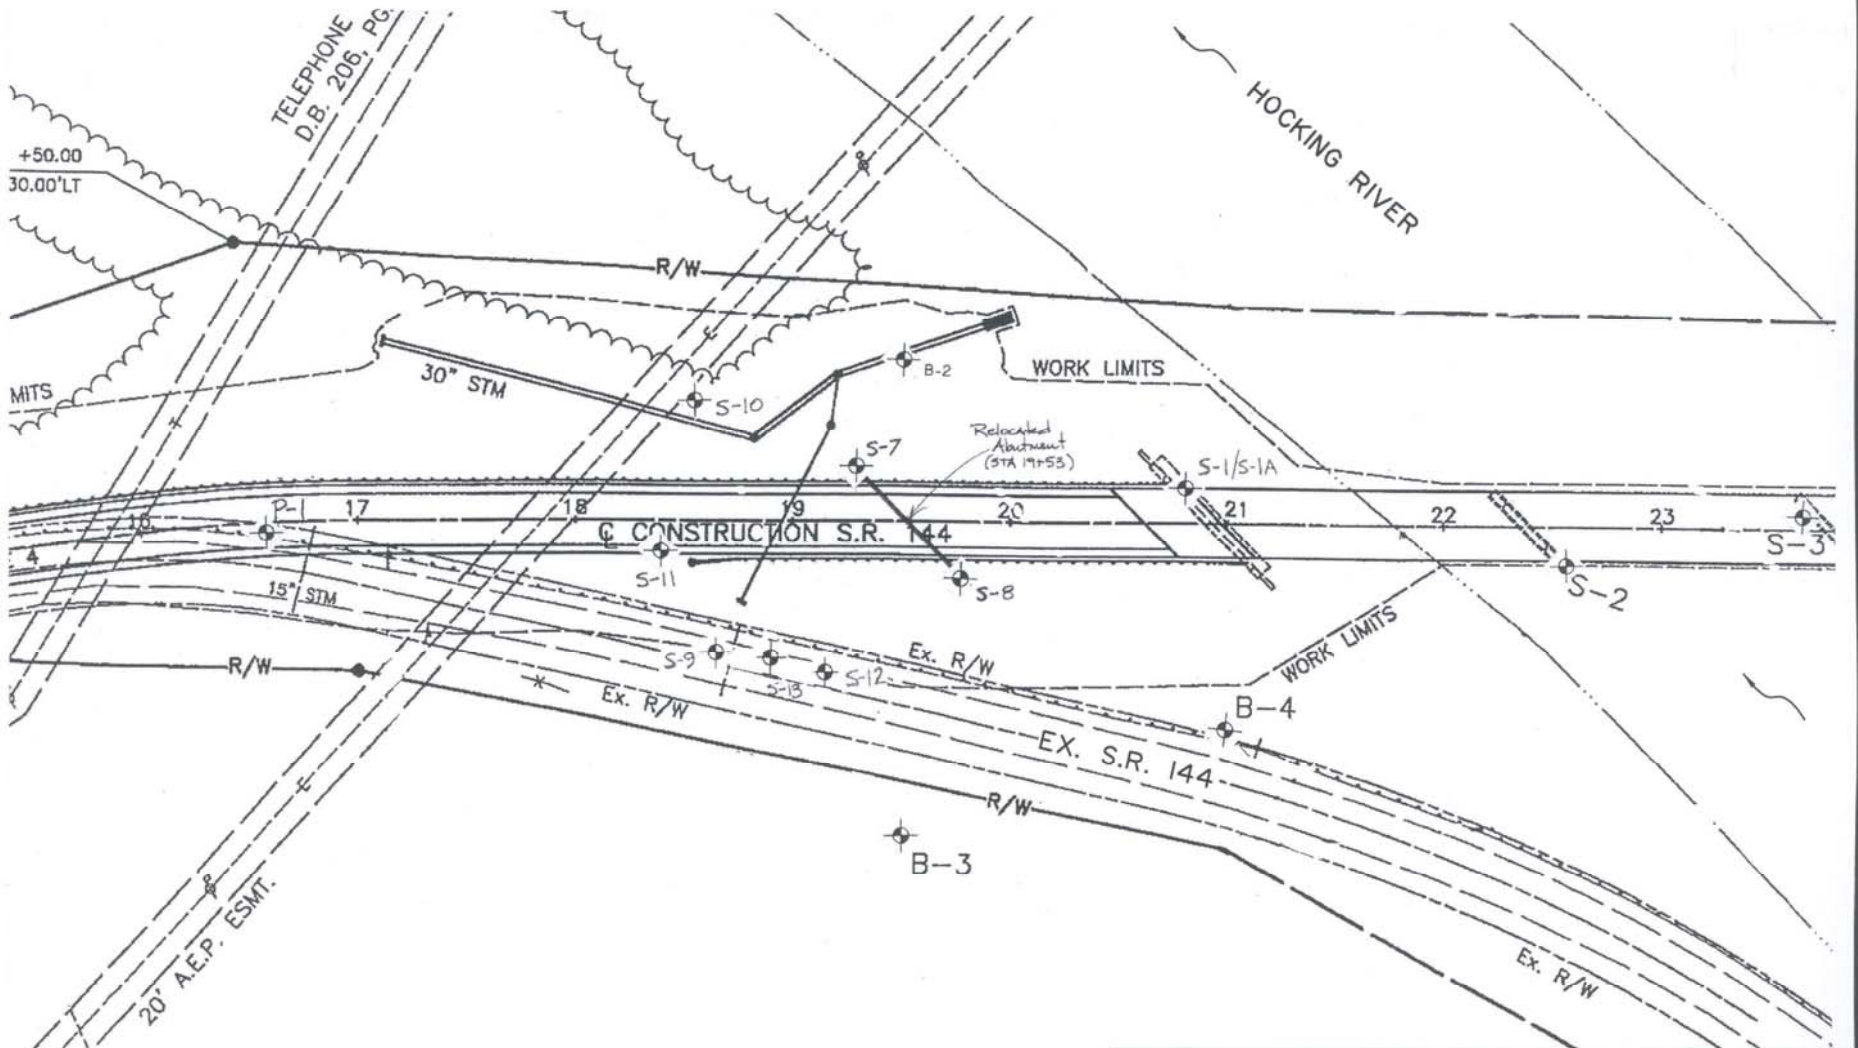 TELEPHONE
D.B. 206, PG.
+50.00
30.00'LT
HOCKING RIVER
R/W
30" STM
B-2
WORK LIMITS
MITS
S-10
Relocated
Abutment
(STA 19+53)
S-7
S-1/S-1A
P-1
16 17 18 19 20 21 22 23
℄ CONSTRUCTION S.R. 144
S-3
4
S-11
S-8
S-2
15" STM
WORK LIMITS
Ex. R/W
S-9
S-13
S-12
R/W
Ex. R/W
B-4
EX. S.R. 144
R/W
B-3
20' A.E.P. ESMT.
Ex. R/W